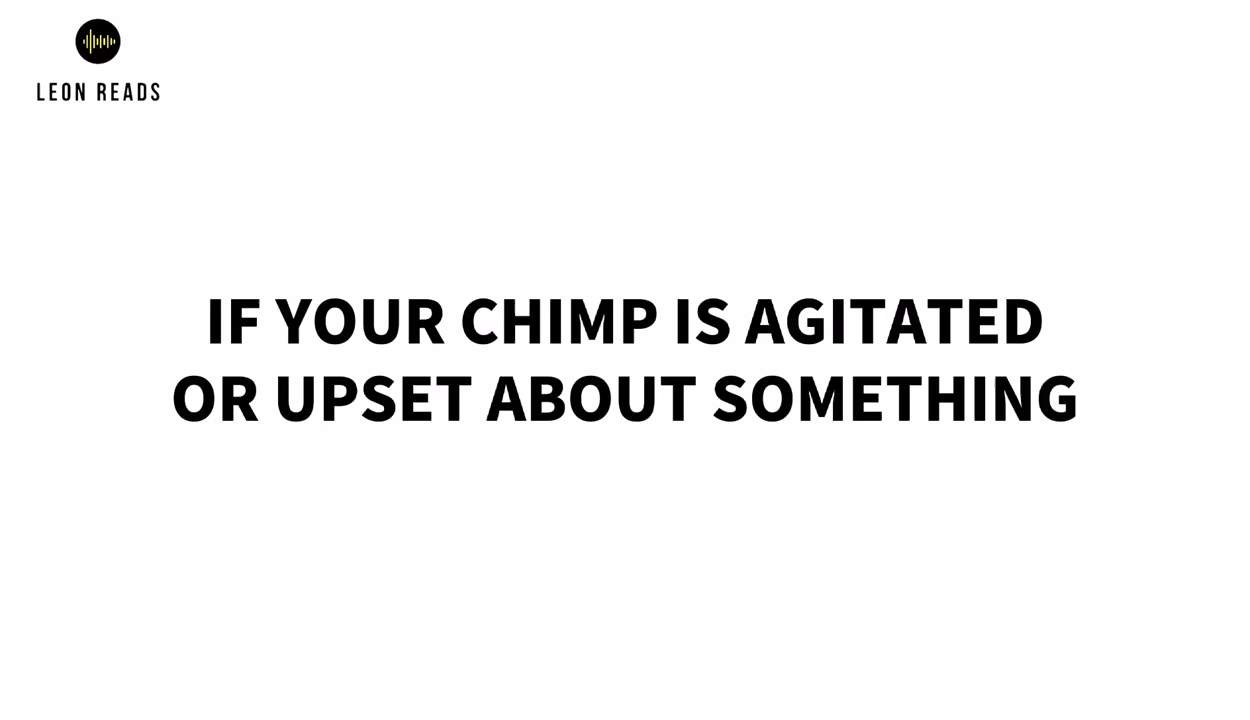 LEON READS
IF YOUR CHIMP IS AGITATED
OR UPSET ABOUT SOMETHING